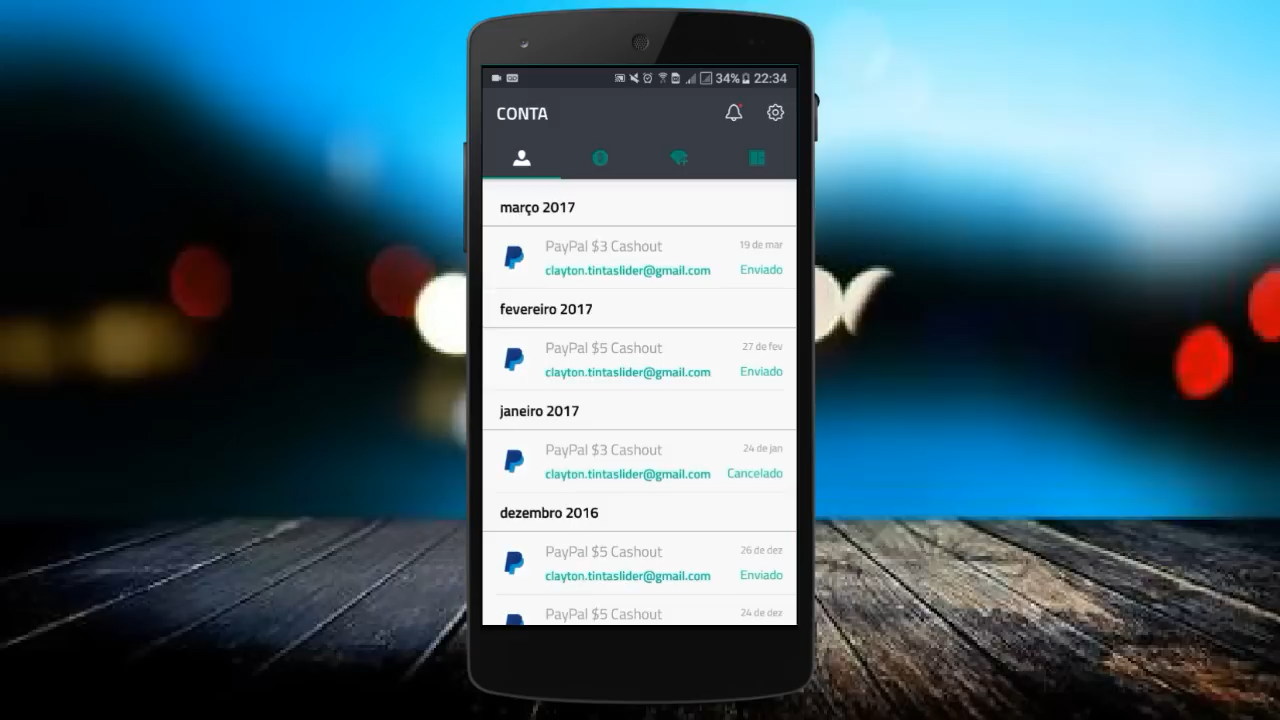 34% 22:34
CONTA
março 2017
PayPal $3 Cashout 19 de mar
clayton.tintaslider@gmail.com Enviado
fevereiro 2017
PayPal $5 Cashout 27 de fev
clayton.tintaslider@gmail.com Enviado
janeiro 2017
PayPal $3 Cashout 24 de jan
clayton.tintaslider@gmail.com Cancelado
dezembro 2016
PayPal $5 Cashout 26 de dez
clayton.tintaslider@gmail.com Enviado
PayPal $5 Cashout 24 de dez